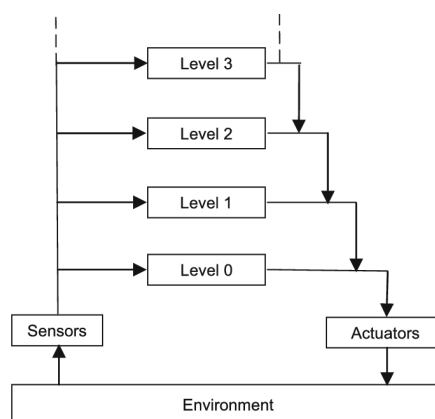 Level 3
Level 2
Level 1
Level 0
Sensors
Actuators
Environment